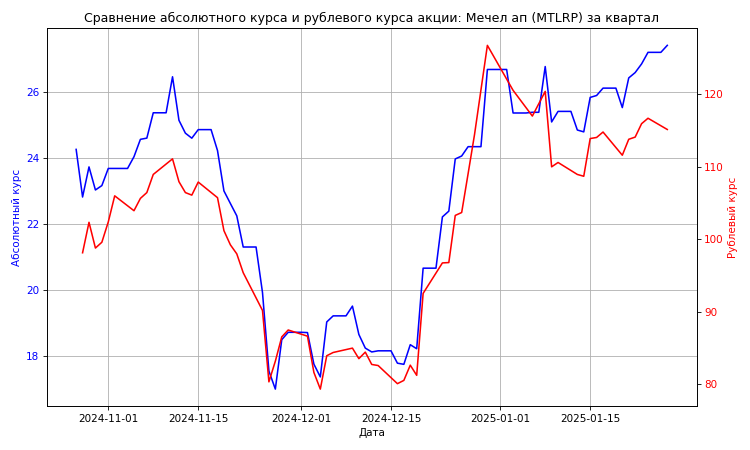 Сравнение абсолютного курса и рублевого курса акции: Мечел ап (MTLRP) за квартал
26
24
22
20
18
Абсолютный курс
120
110
100
90
80
Рублевый курс
2024-11-01 2024-11-15 2024-12-01 2024-12-15 2025-01-01 2025-01-15
Дата